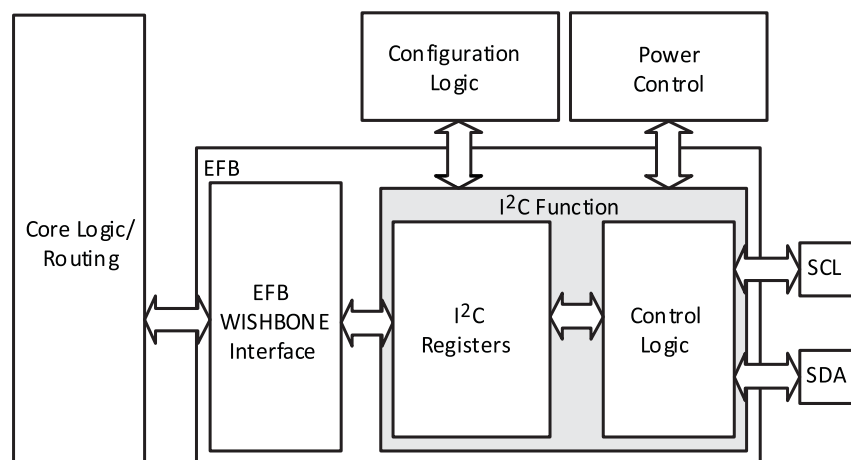 Configuration
Logic
Power
Control
EFB
I²C Function
Core Logic/
Routing
EFB
WISHBONE
Interface
I²C
Registers
Control
Logic
SCL
SDA